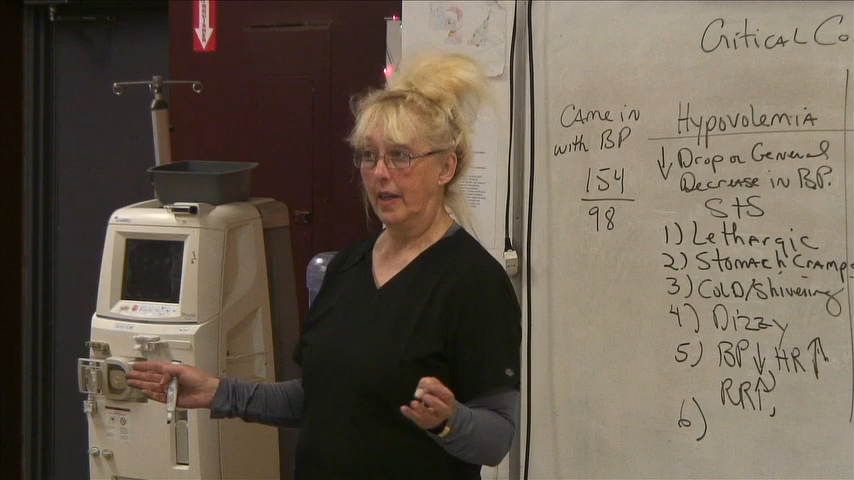 Critical Co
Came in
with BP
154
98
Hypovolemia
↓ Drop or General
Decrease in BP.
S+S
1) Lethargic
2) Stomach Cramps
3) Cold/Shivering
4) Dizzy
5) BP↓ HR↑
RR↑,
6)